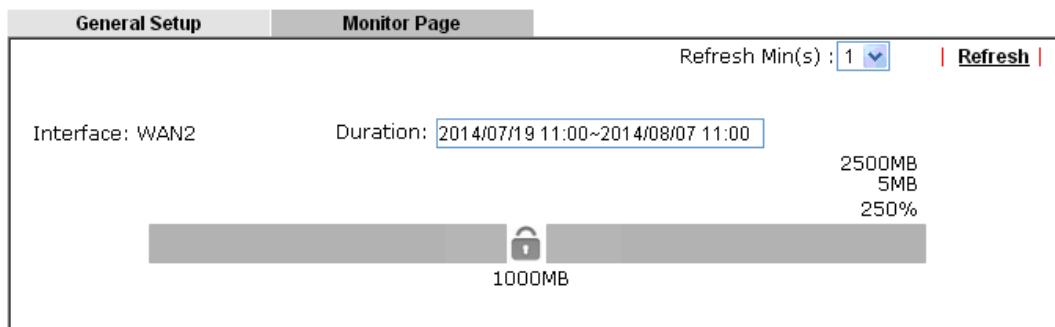 General Setup Monitor Page
Refresh Min(s) : 1 | Refresh |
Interface: WAN2 Duration: 2014/07/19 11:00~2014/08/07 11:00
2500MB
5MB
250%
1000MB